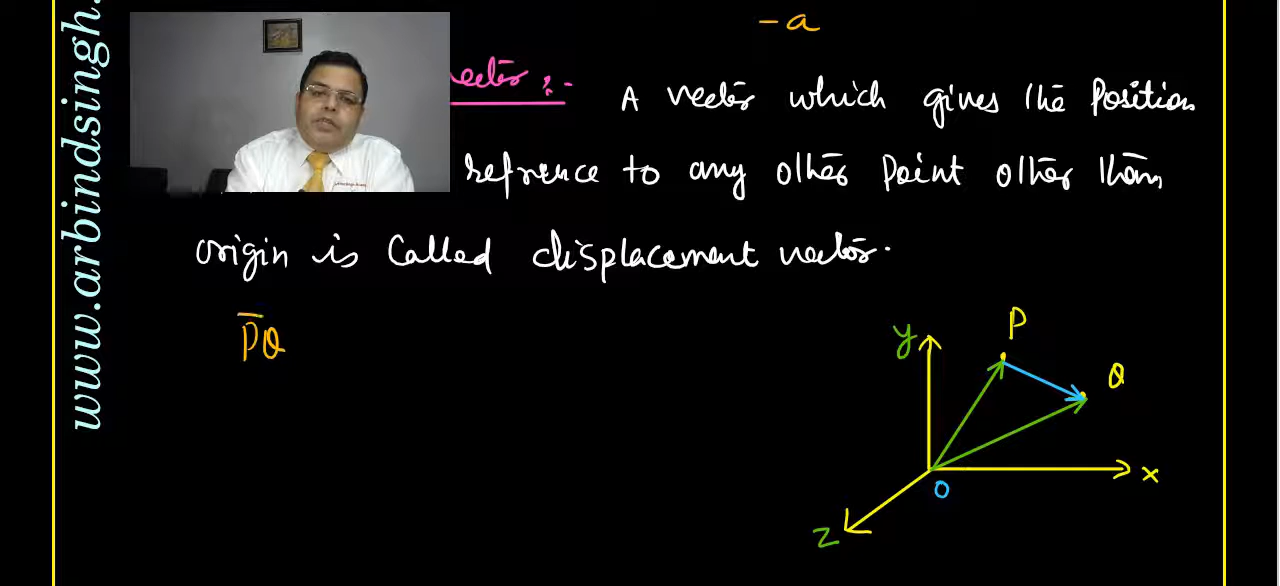 -a
vector :-
A vector which gives the Position
refrence to any other Point other than
origin is Called displacement vector.
P̄Q
y
P
Q
x
O
z
www.arbindsingh.